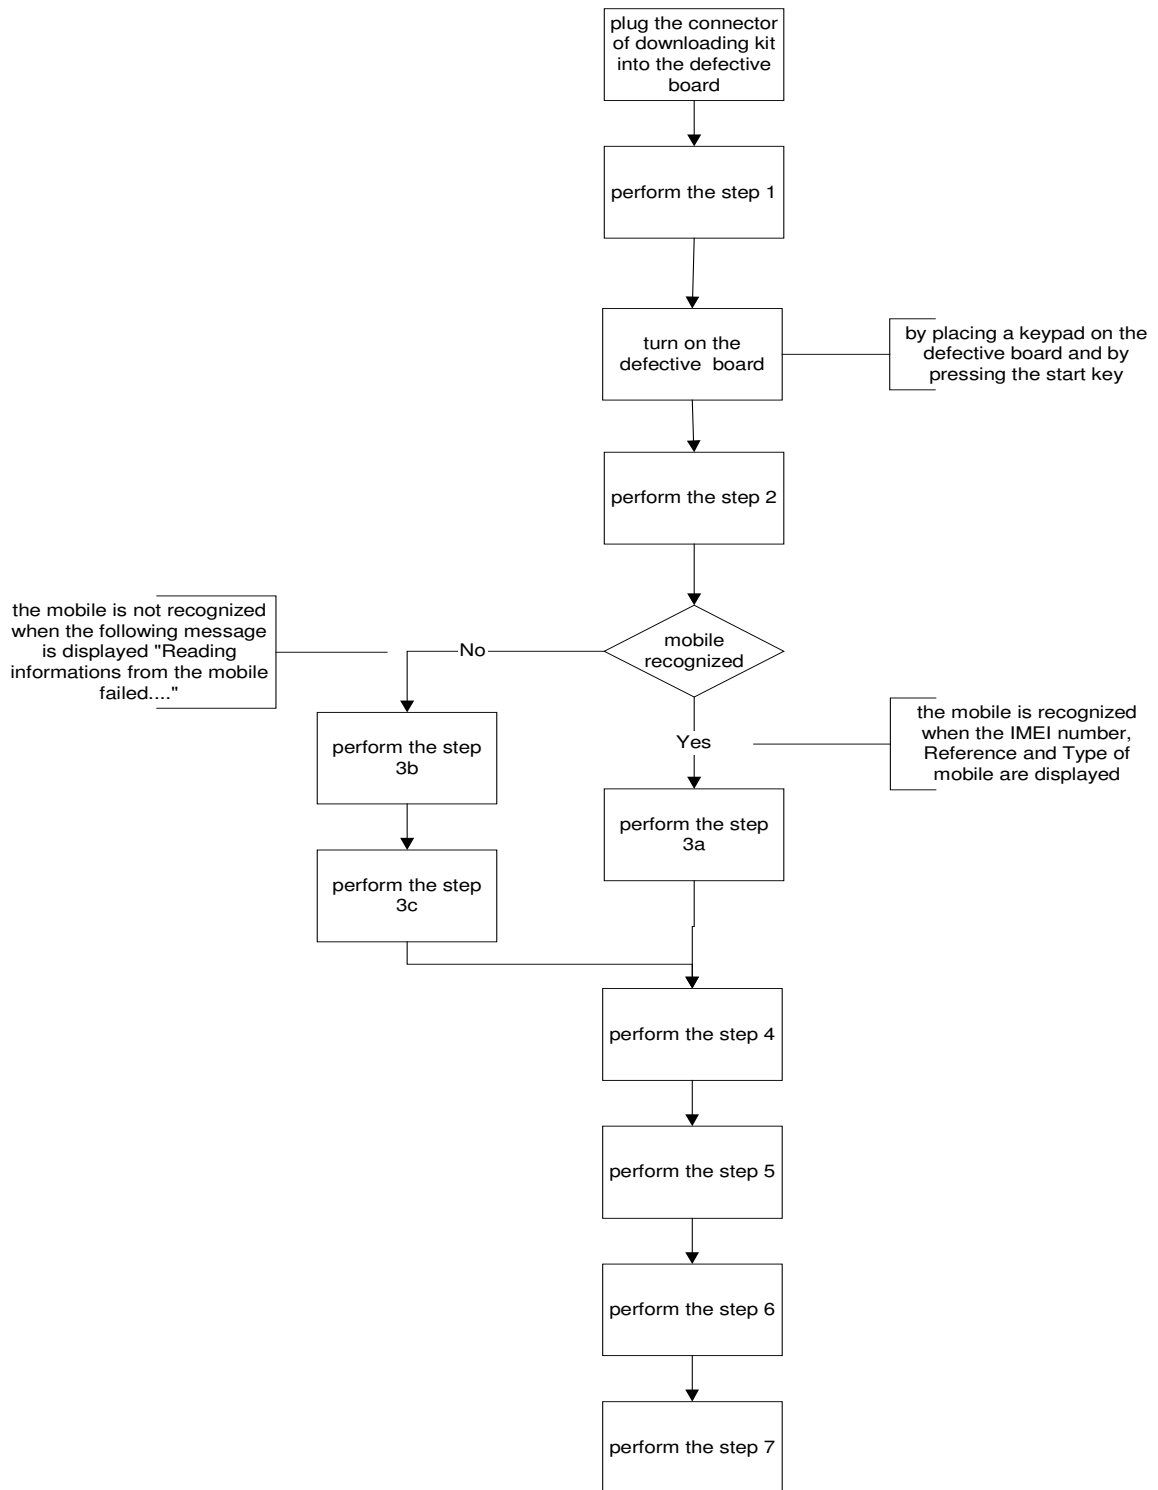 plug the connector
of downloading kit
into the defective
board
perform the step 1
turn on the
defective board
by placing a keypad on the
defective board and by
pressing the start key
perform the step 2
the mobile is not recognized
when the following message
is displayed "Reading
informations from the mobile
failed...."
No
mobile
recognized
Yes
the mobile is recognized
when the IMEI number,
Reference and Type of
mobile are displayed
perform the step
3b
perform the step
3a
perform the step
3c
perform the step 4
perform the step 5
perform the step 6
perform the step 7